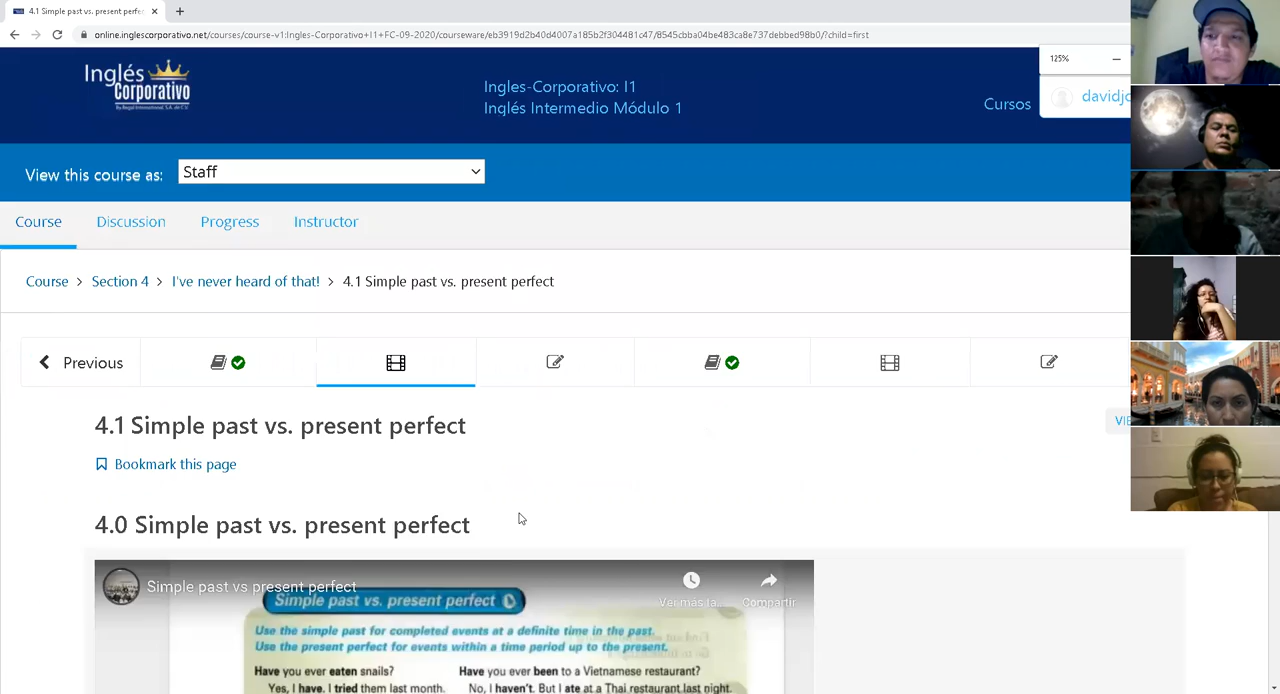 4.1 Simple past vs. present perfec
online.inglescorporativo.net/courses/course-v1:Ingles-Corporativo+I1+FC-09-2020/courseware/eb3919d2b40d4007a185b2f304481c47/8545cbba04be483ca8e737debbed98b0/?child=first
125%
Inglés
Corporativo
By Regal International, S.A. de C.V.
Ingles-Corporativo: I1
Inglés Intermedio Módulo 1
Cursos
davidjo
View this course as:
Staff
Course
Discussion
Progress
Instructor
Course > Section 4 > I've never heard of that! > 4.1 Simple past vs. present perfect
Previous
4.1 Simple past vs. present perfect
VIE
Bookmark this page
4.0 Simple past vs. present perfect
Simple past vs present perfect
Ver más ta...
Compartir
Simple past vs. present perfect
Use the simple past for completed events at a definite time in the past.
Use the present perfect for events within a time period up to the present.
Have you ever eaten snails?
Have you ever been to a Vietnamese restaurant?
Yes, I have. I tried them last month.
No, I haven't. But I ate at a Thai restaurant last night.